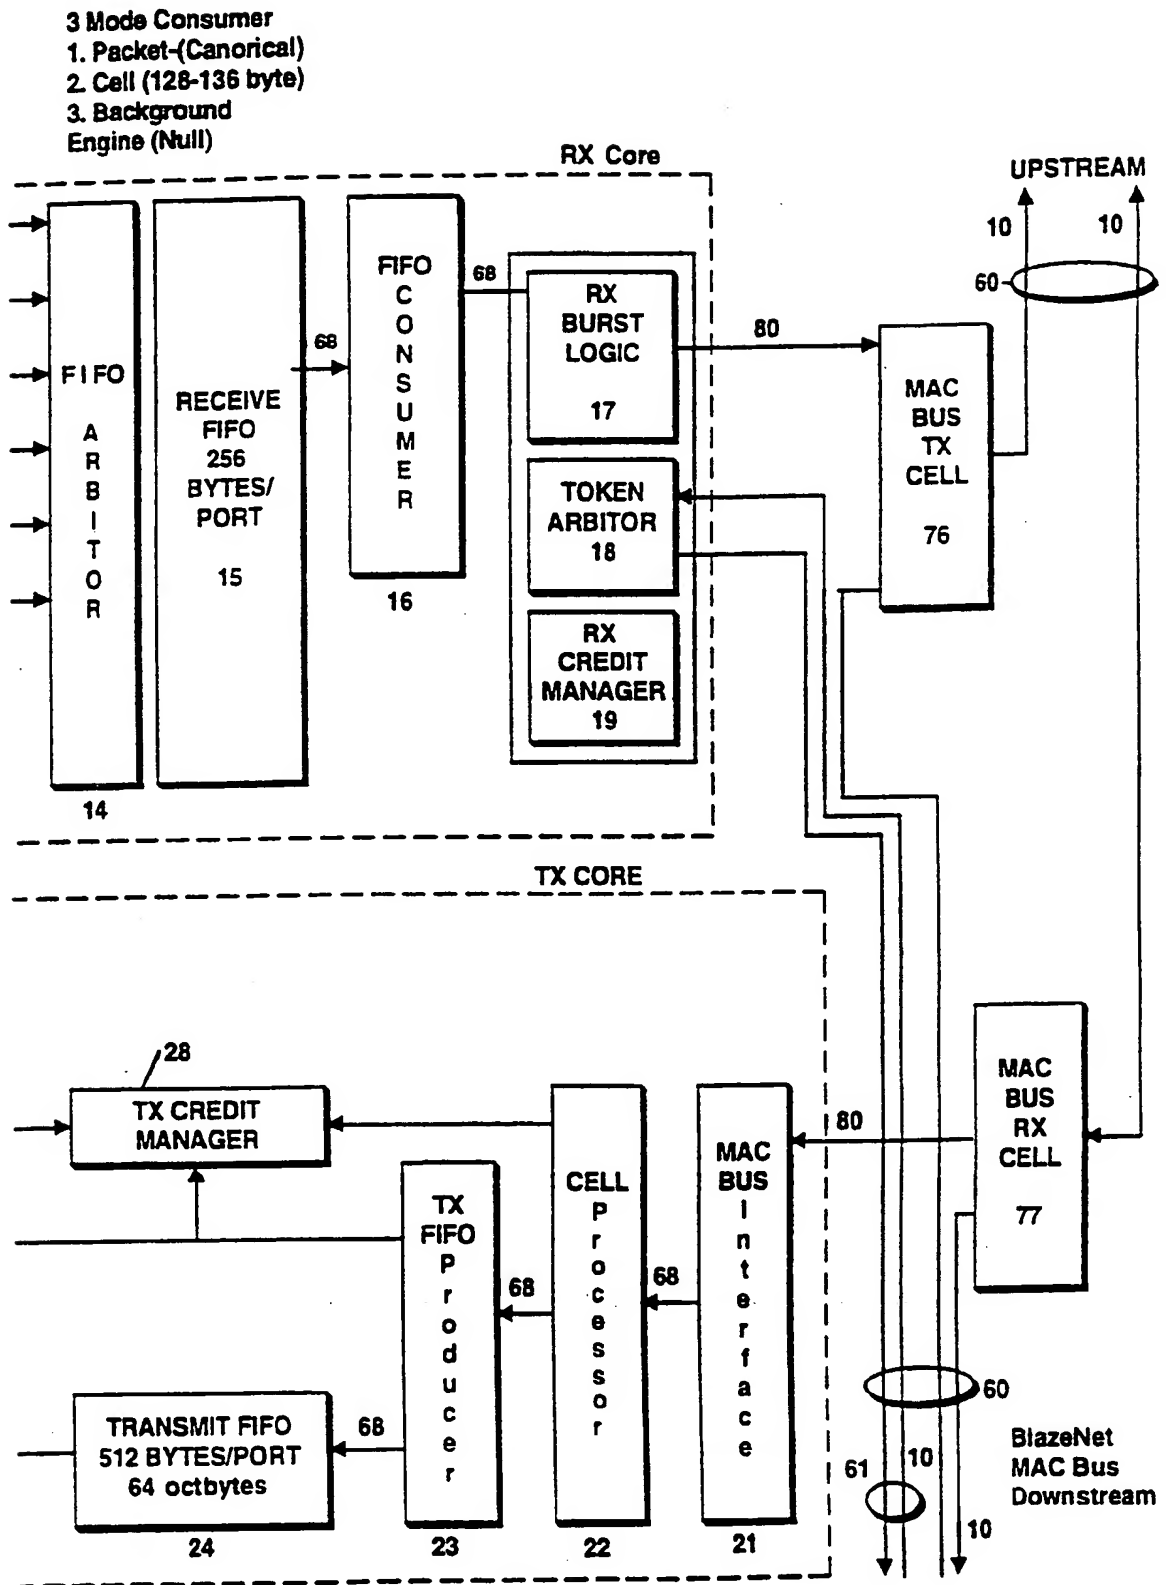 3 Mode Consumer
1. Packet-(Canorical)
2. Cell (128-136 byte)
3. Background
Engine (Null)
RX Core
UPSTREAM
10
10
60
FIFO
ARBITOR
14
RECEIVE
FIFO
256
BYTES/
PORT
15
68
FIFO
CONSUMER
16
68
RX
BURST
LOGIC
17
TOKEN
ARBITOR
18
RX
CREDIT
MANAGER
19
80
MAC
BUS
TX
CELL
76
TX CORE
28
TX CREDIT
MANAGER
TX
FIFO
Producer
23
68
CELL
Processor
22
68
MAC
BUS
Interface
21
80
MAC
BUS
RX
CELL
77
TRANSMIT FIFO
512 BYTES/PORT
64 octbytes
24
68
60
61
10
10
BlazeNet
MAC Bus
Downstream